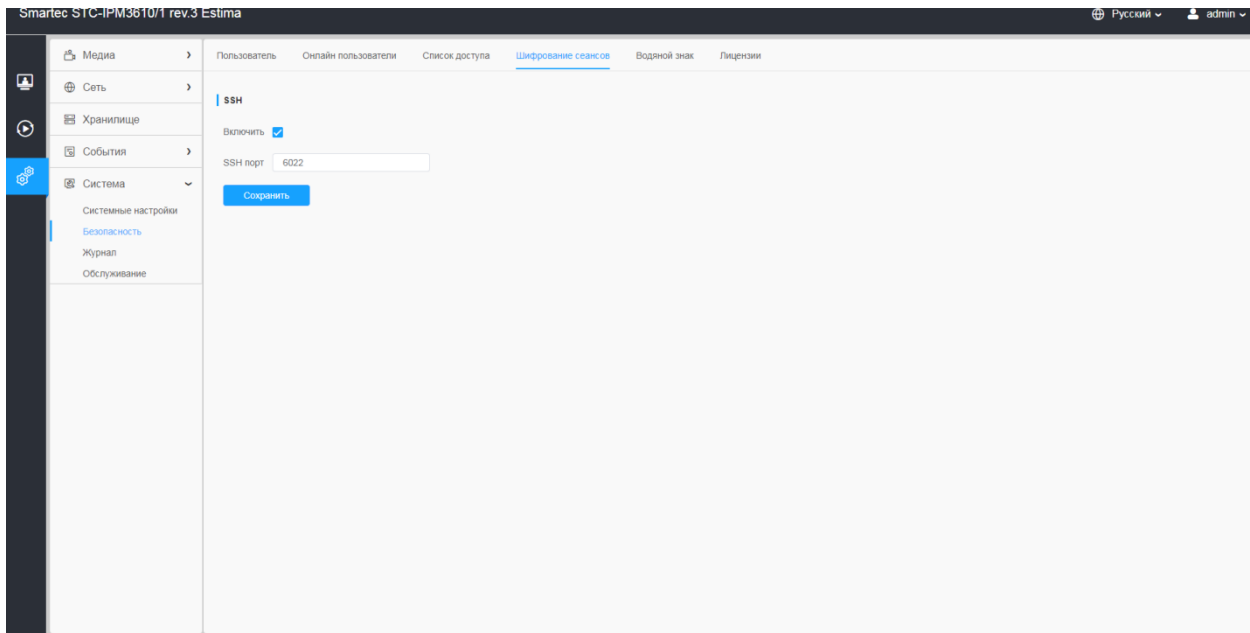 Smartec STC-IPM3610/1 rev.3 Estima
Русский
admin
Медиа
Сеть
Хранилище
События
Система
Системные настройки
Безопасность
Журнал
Обслуживание
Пользователь Онлайн пользователи Список доступа Шифрование сеансов Водяной знак Лицензии
SSH
Включить
SSH порт 6022
Сохранить